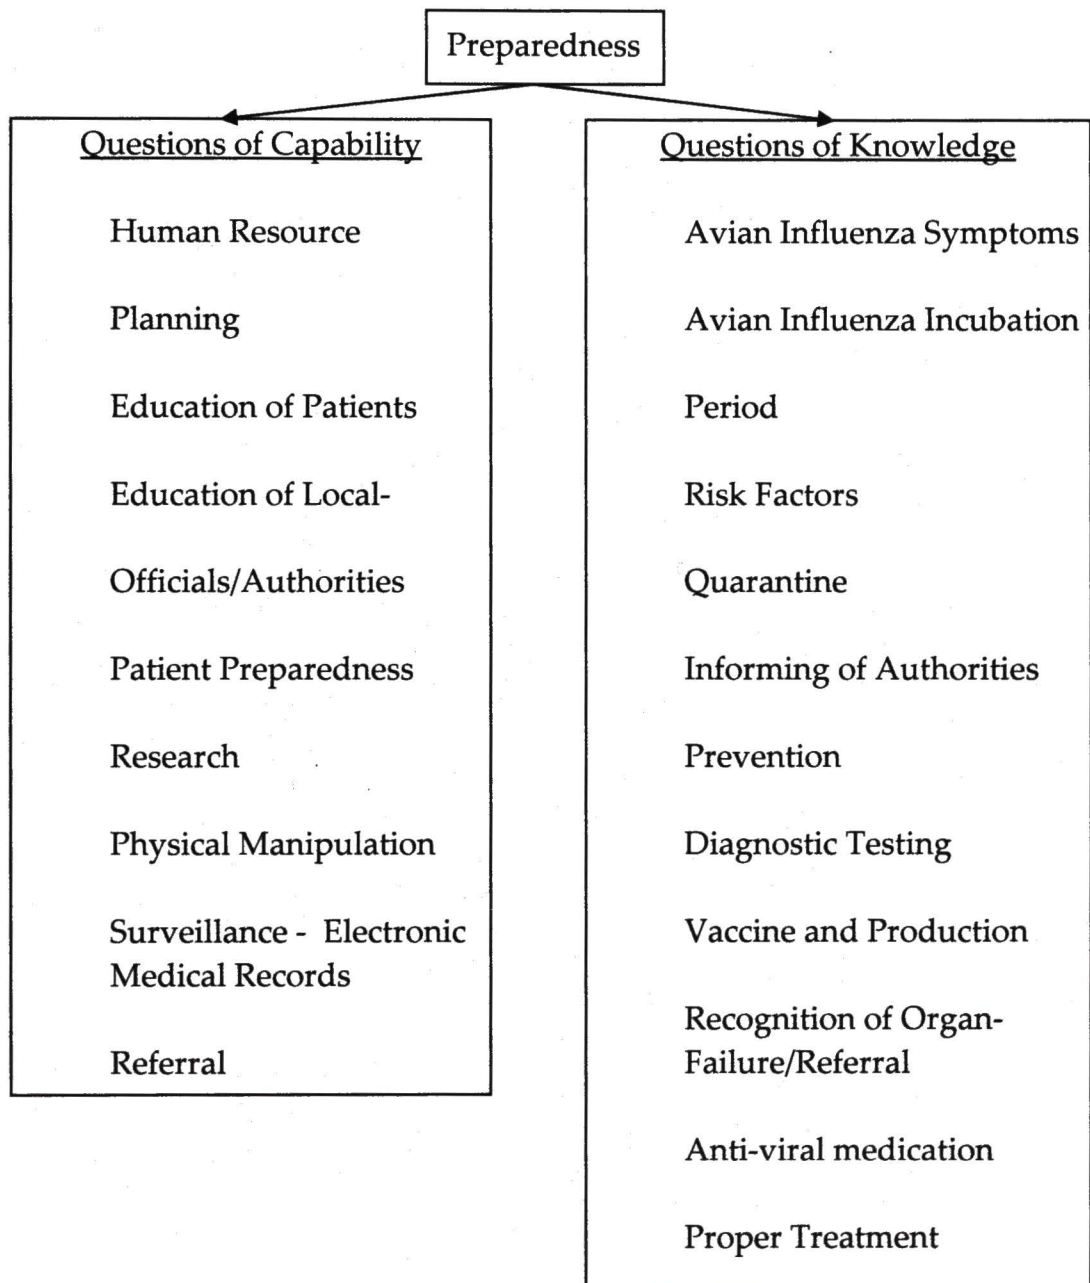 Preparedness
Questions of Capability
Human Resource
Planning
Education of Patients
Education of Local-
Officials/Authorities
Patient Preparedness
Research
Physical Manipulation
Surveillance - Electronic
Medical Records
Referral
Questions of Knowledge
Avian Influenza Symptoms
Avian Influenza Incubation
Period
Risk Factors
Quarantine
Informing of Authorities
Prevention
Diagnostic Testing
Vaccine and Production
Recognition of Organ-
Failure/Referral
Anti-viral medication
Proper Treatment